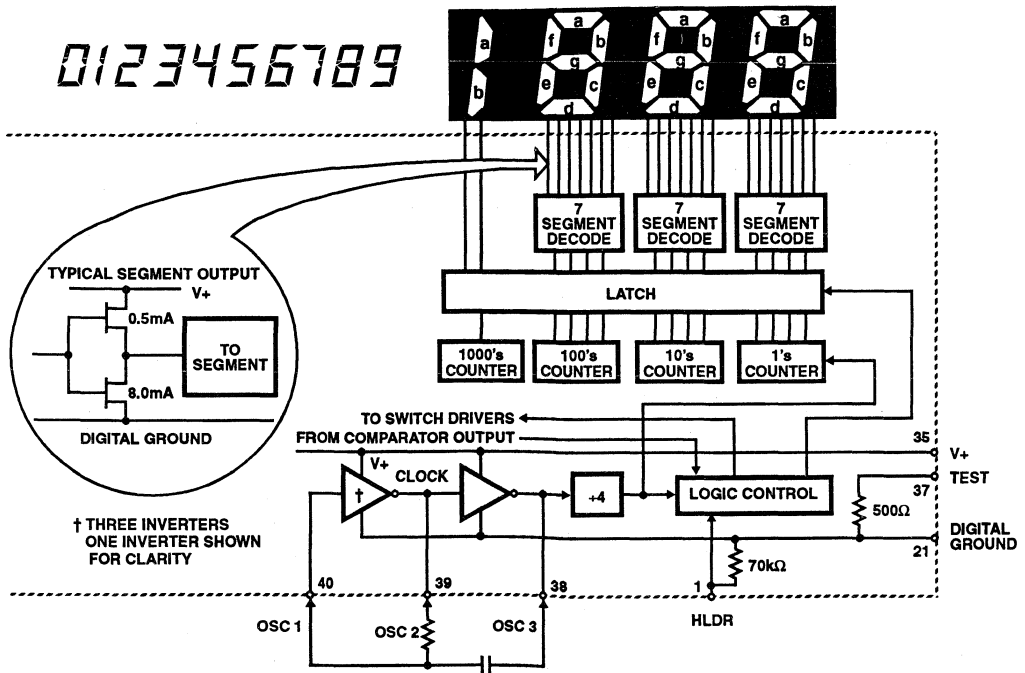 0123456789
a
b
a
f b
g
e c
d
a
f b
g
e c
d
a
f b
g
e c
d
7
SEGMENT
DECODE
7
SEGMENT
DECODE
7
SEGMENT
DECODE
LATCH
1000's
COUNTER
100's
COUNTER
10's
COUNTER
1's
COUNTER
TYPICAL SEGMENT OUTPUT
V+
0.5mA
TO
SEGMENT
8.0mA
DIGITAL GROUND
TO SWITCH DRIVERS
FROM COMPARATOR OUTPUT
35
V+
V+
CLOCK
†
÷4
LOGIC CONTROL
TEST
37
500Ω
DIGITAL
GROUND
21
70kΩ
† THREE INVERTERS
ONE INVERTER SHOWN
FOR CLARITY
40
39
38
1
OSC 1
OSC 2
OSC 3
HLDR